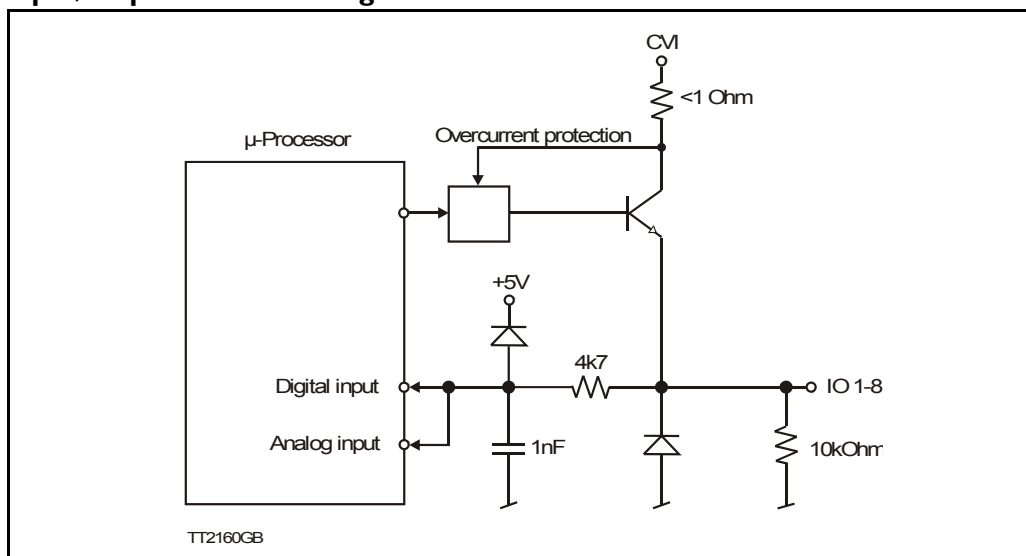 CVI
<1 Ohm
Overcurrent protection
µ-Processor
+5V
4k7
Digital input
IO 1-8
Analog input
1nF
10kOhm
TT2160GB